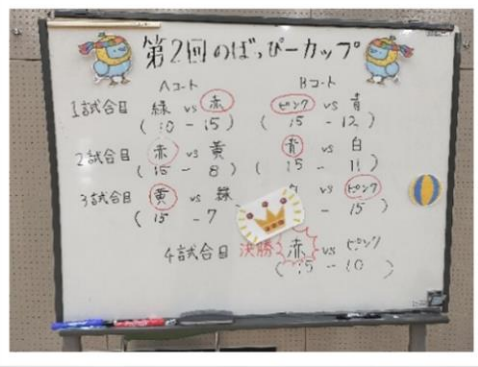 第2回のばっぴーカップ
Aコート Bコート
1試合目 緑 vs 赤 ピンク vs 青
(10-15) (15-12)
2試合目 赤 vs 黄 青 vs 白
(15-8) (15-11)
3試合目 黄 vs 緑 vs ピンク
(15-7 -15)
4試合目 決勝 赤 vs ピンク
(15-10)